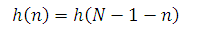 h(n) = h(N − 1 − n)